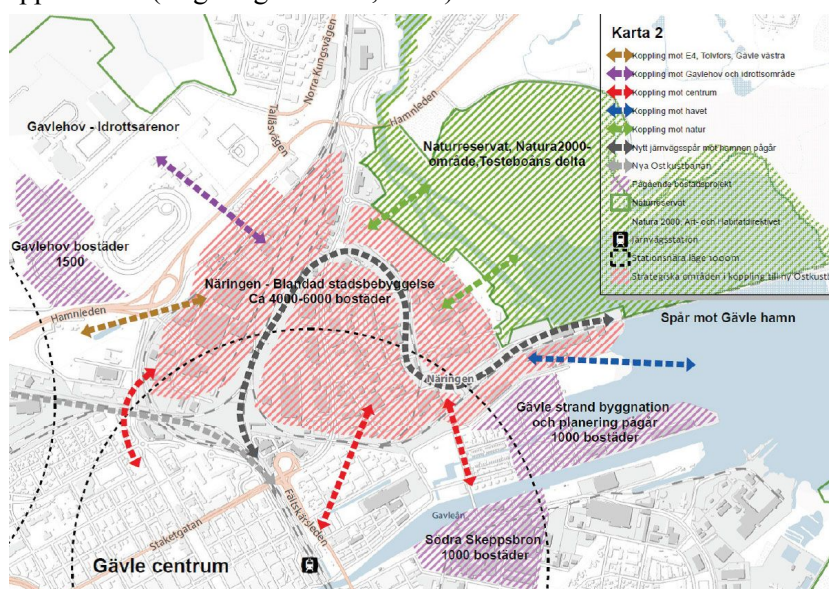 Karta 2
Koppling mot E4, Tolvfors, Gävle västra
Koppling mot Gavlehov och idrottsområde
Koppling mot centrum
Koppling mot havet
Koppling mot natur
Nytt järnvägsspår mot hamnen pågår
Nya Ostkustbanan
Pågående bostadsprojekt
Naturreservat
Natura 2000, Art- och Habitatdirektivet
Järnvägsstation
Stationsnära läge 1000m
Strategiska områden i koppling till ny Ostkustb
Norra Kungsvägen
Tallåsvägen
Hamnleden
Gavlehov - Idrottsarenor
Naturreservat, Natura2000-
område,Testeboåns delta
Gavlehov bostäder
1500
Näringen - Blandad stadsbebyggelse
Ca 4000-6000 bostäder
Hamnleden
Spår mot Gävle hamn
Näringen
Gävle strand byggnation
och planering pågår
1000 bostäder
Gavleån
Fältskärsleden
Staketgatan
Södra Skeppsbron
1000 bostäder
Gävle centrum